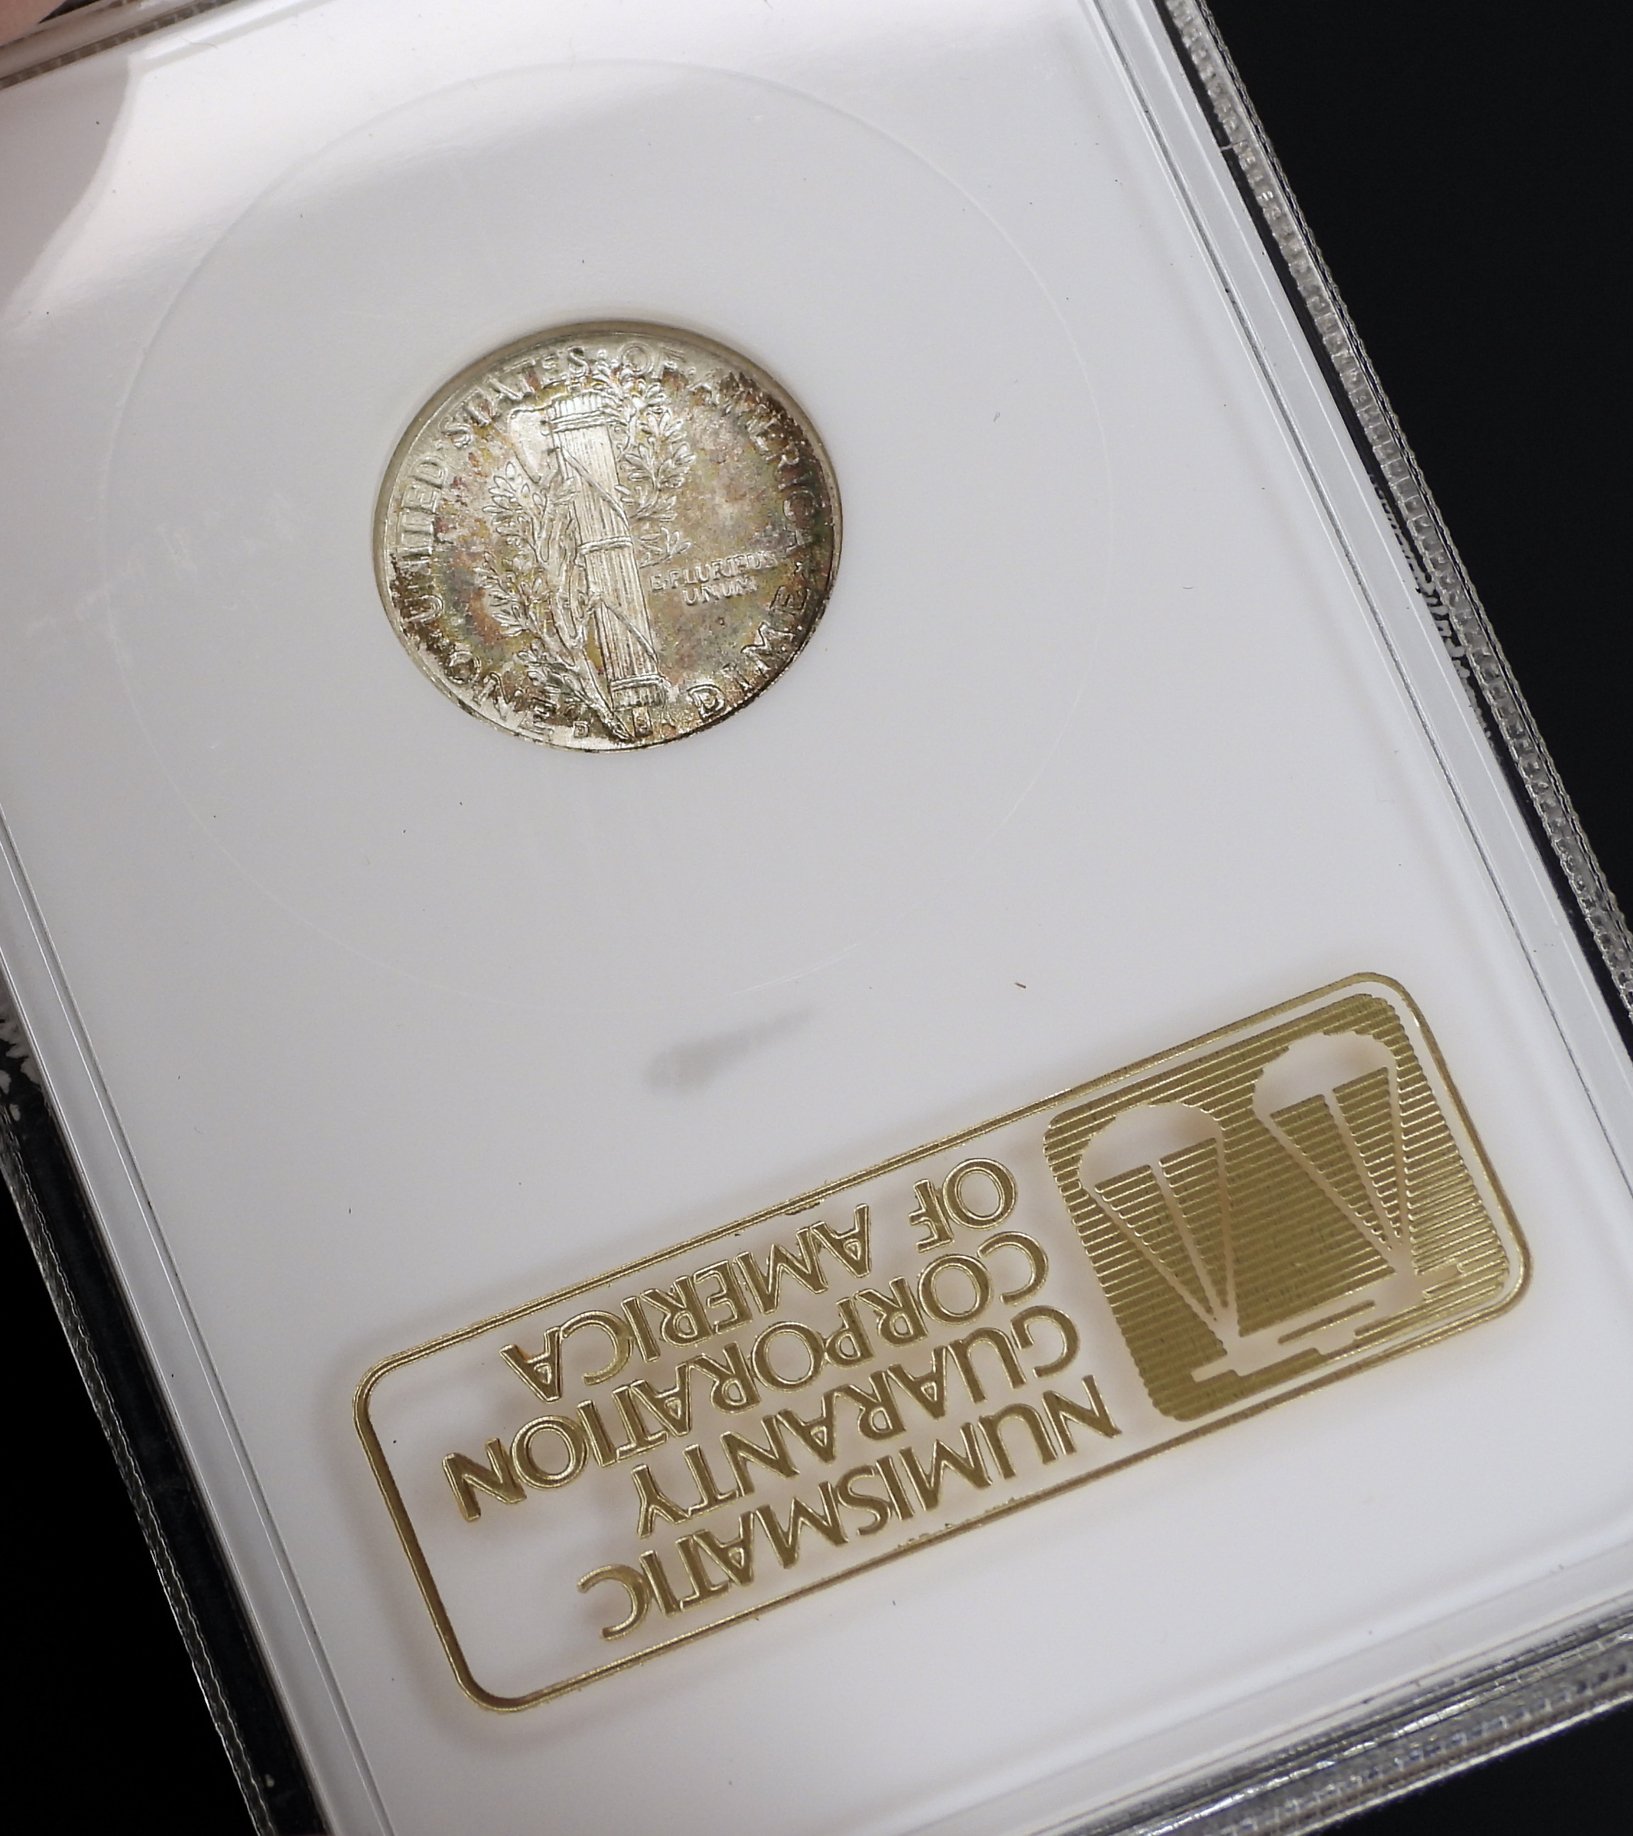 UNITED·STATES·OF·AMERICA
E·PLURIBUS
UNUM
·ONE DIME·
D
NUMISMATIC
GUARANTY
CORPORATION
OF AMERICA